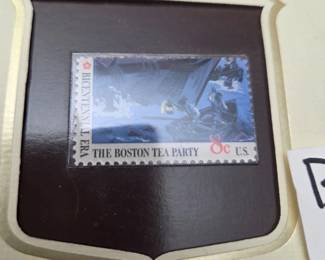 BICENTENNIAL ERA
THE BOSTON TEA PARTY 8c U.S.